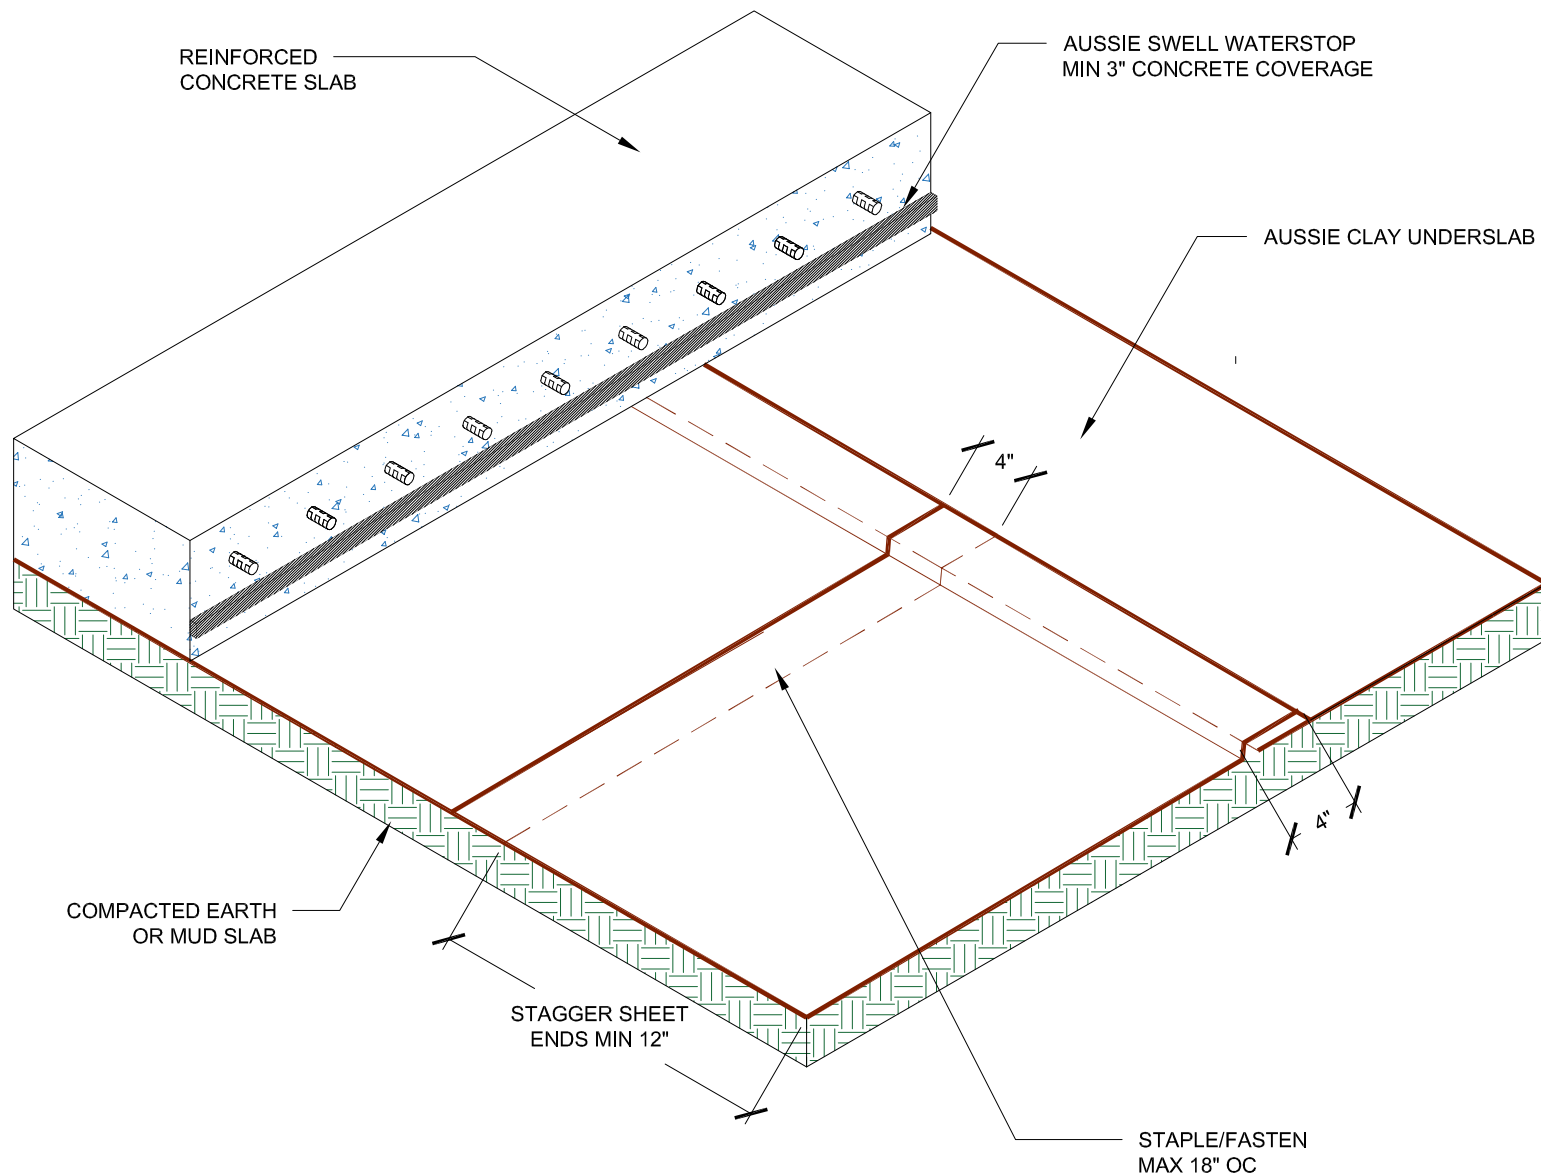 REINFORCED
CONCRETE SLAB
AUSSIE SWELL WATERSTOP
MIN 3" CONCRETE COVERAGE
AUSSIE CLAY UNDERSLAB
4"
4"
COMPACTED EARTH
OR MUD SLAB
STAGGER SHEET
ENDS MIN 12"
STAPLE/FASTEN
MAX 18" OC